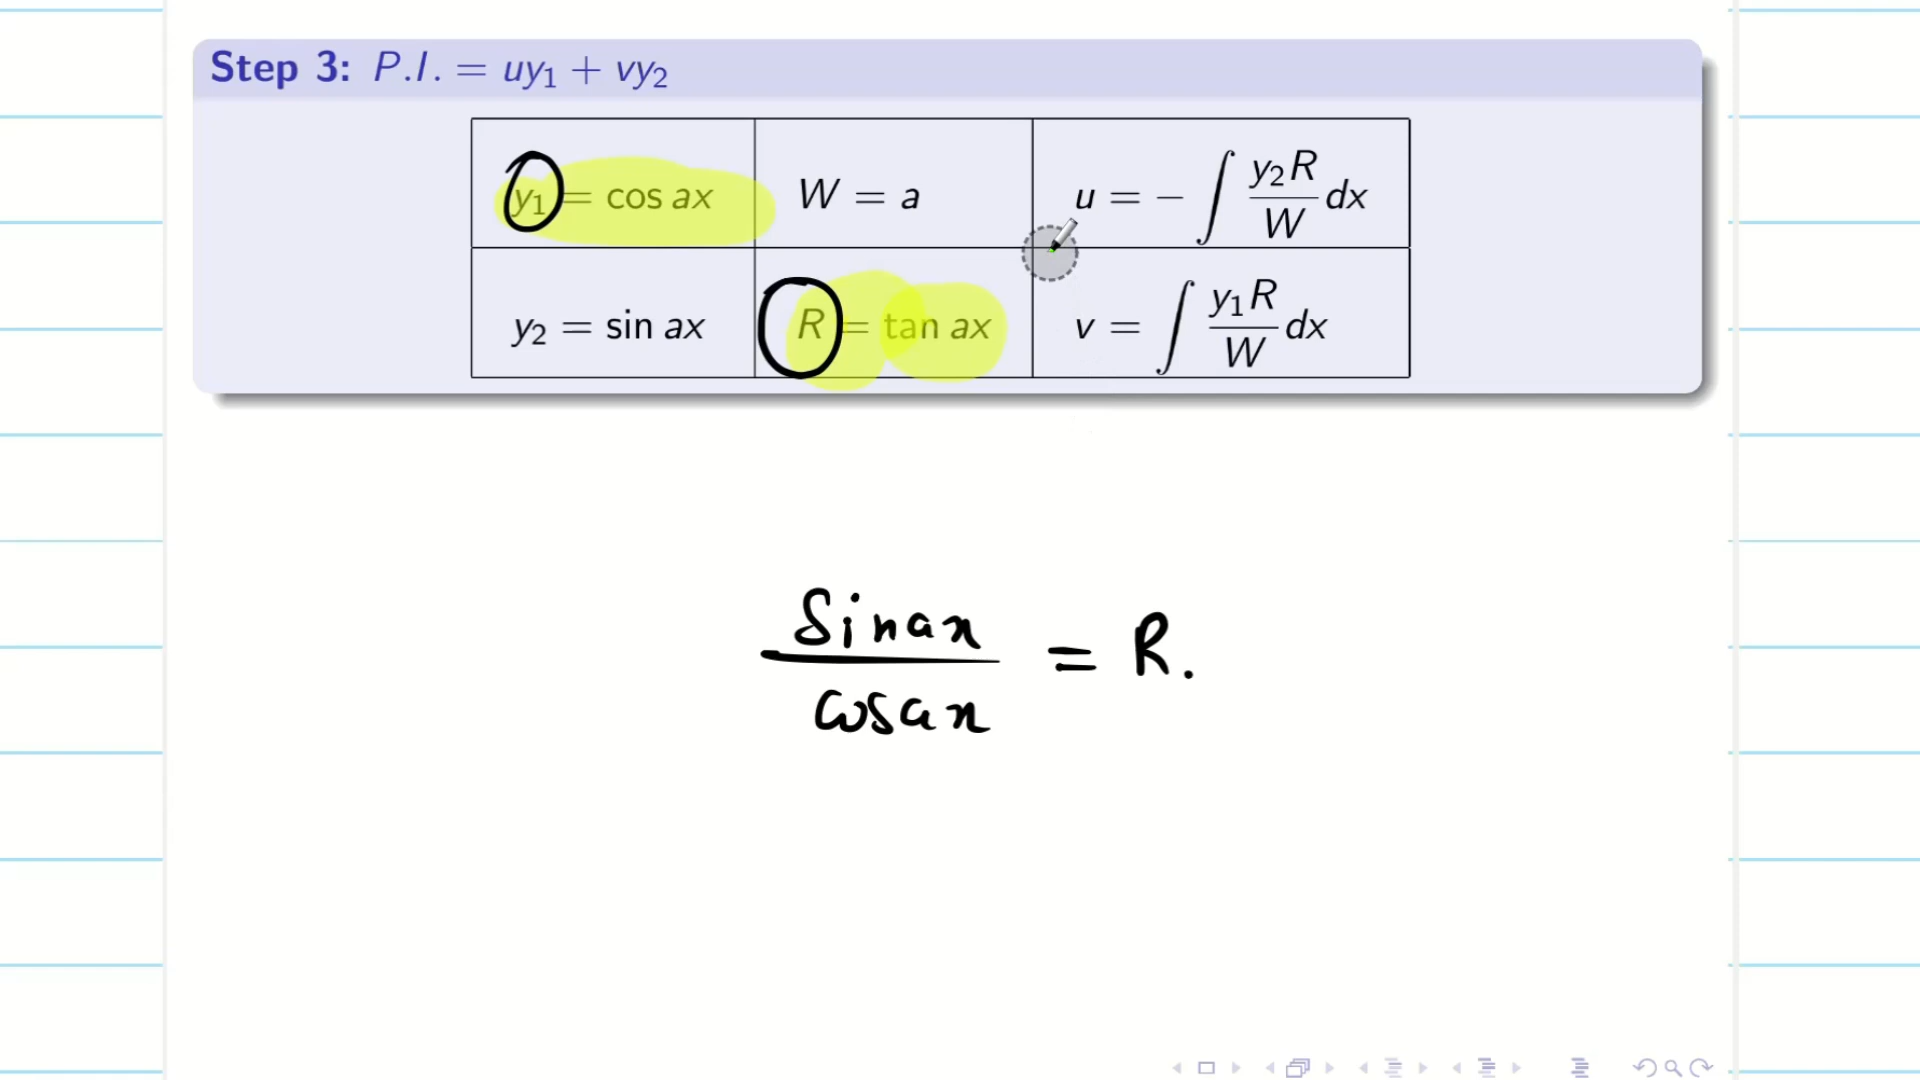 Step 3: P.I. = uy₁ + vy₂
y₁ = cos ax
W = a
u = − ∫ y₂R/W dx
y₂ = sin ax
R = tan ax
v = ∫ y₁R/W dx
Sinax
/ cosax = R.